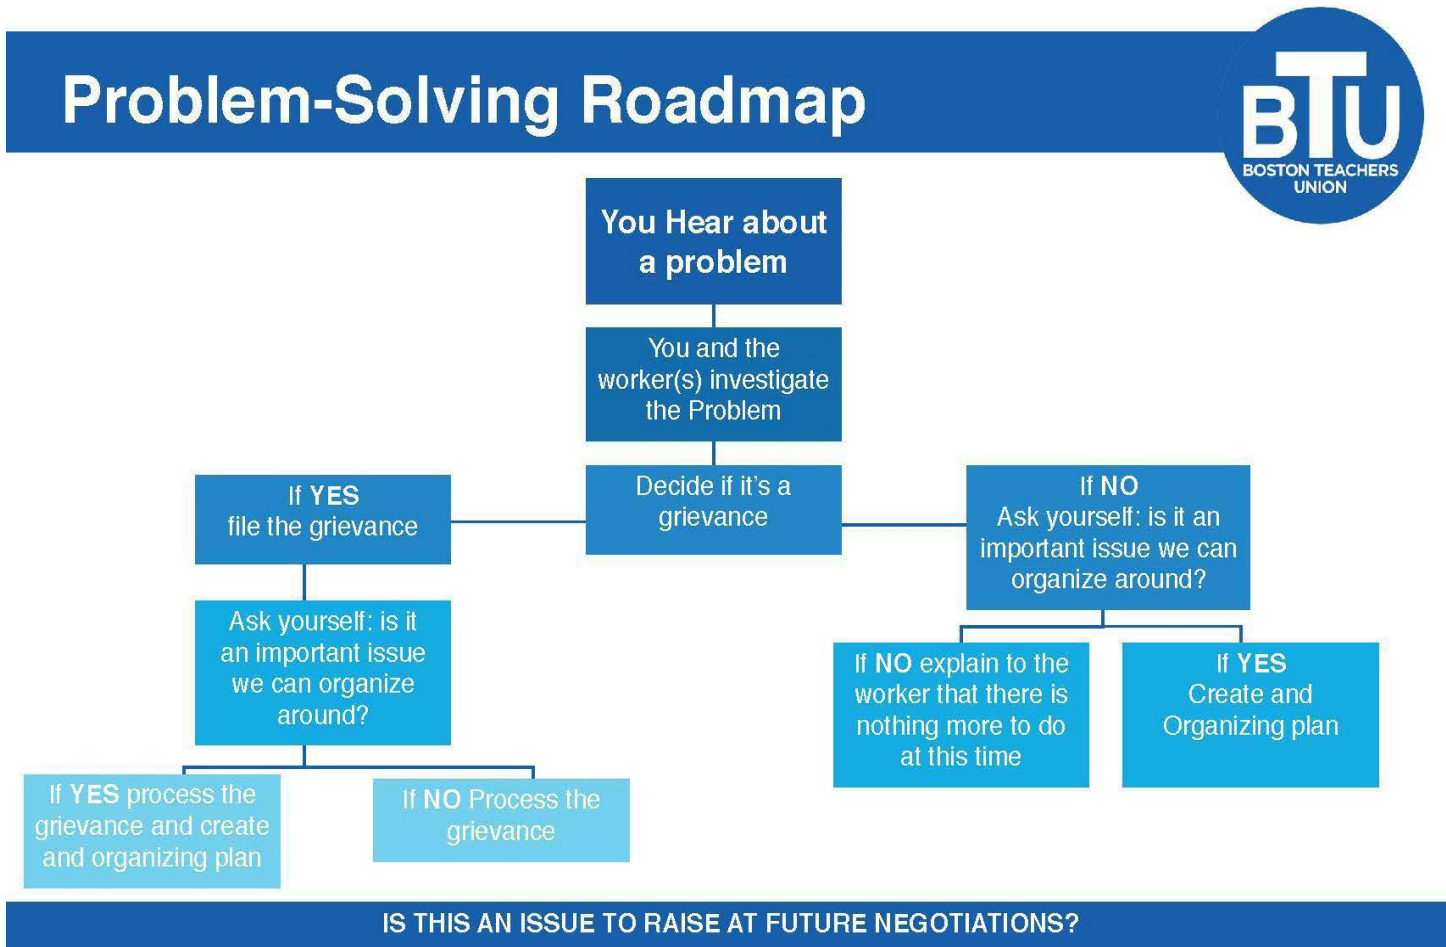 Problem-Solving Roadmap
BTU
BOSTON TEACHERS
UNION
You Hear about
a problem
You and the
worker(s) investigate
the Problem
Decide if it's a
grievance
If YES
file the grievance
If NO
Ask yourself: is it an
important issue we can
organize around?
Ask yourself: is it
an important issue
we can organize
around?
If NO explain to the
worker that there is
nothing more to do
at this time
If YES
Create and
Organizing plan
If YES process the
grievance and create
and organizing plan
If NO Process the
grievance
IS THIS AN ISSUE TO RAISE AT FUTURE NEGOTIATIONS?